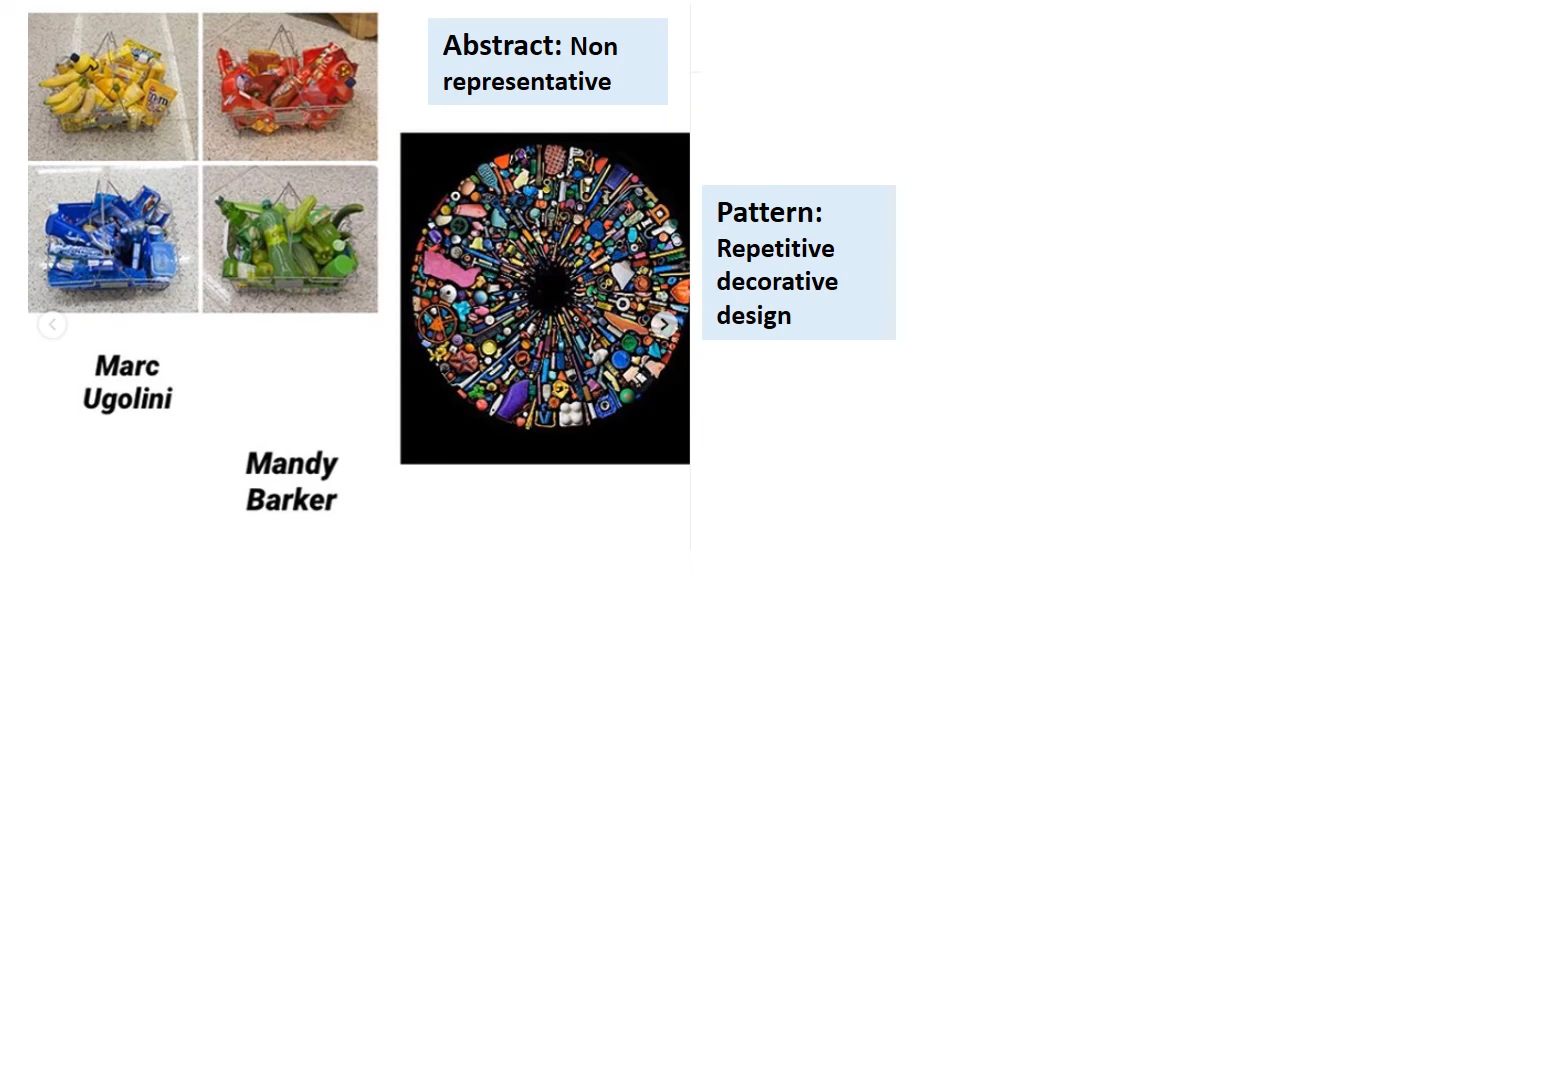 Abstract: Non
representative
Pattern:
Repetitive
decorative
design
Marc
Ugolini
Mandy
Barker